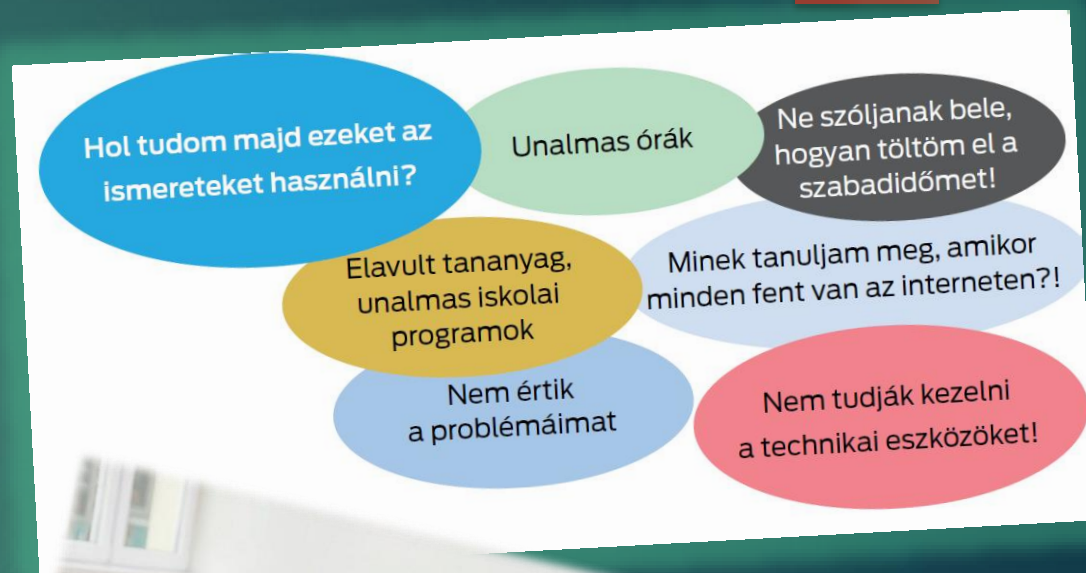 Hol tudom majd ezeket az
ismereteket használni?
Unalmas órák
Ne szóljanak bele,
hogyan töltöm el a
szabadidőmet!
Elavult tananyag,
unalmas iskolai
programok
Minek tanuljam meg, amikor
minden fent van az interneten?!
Nem értik
a problémáimat
Nem tudják kezelni
a technikai eszközöket!